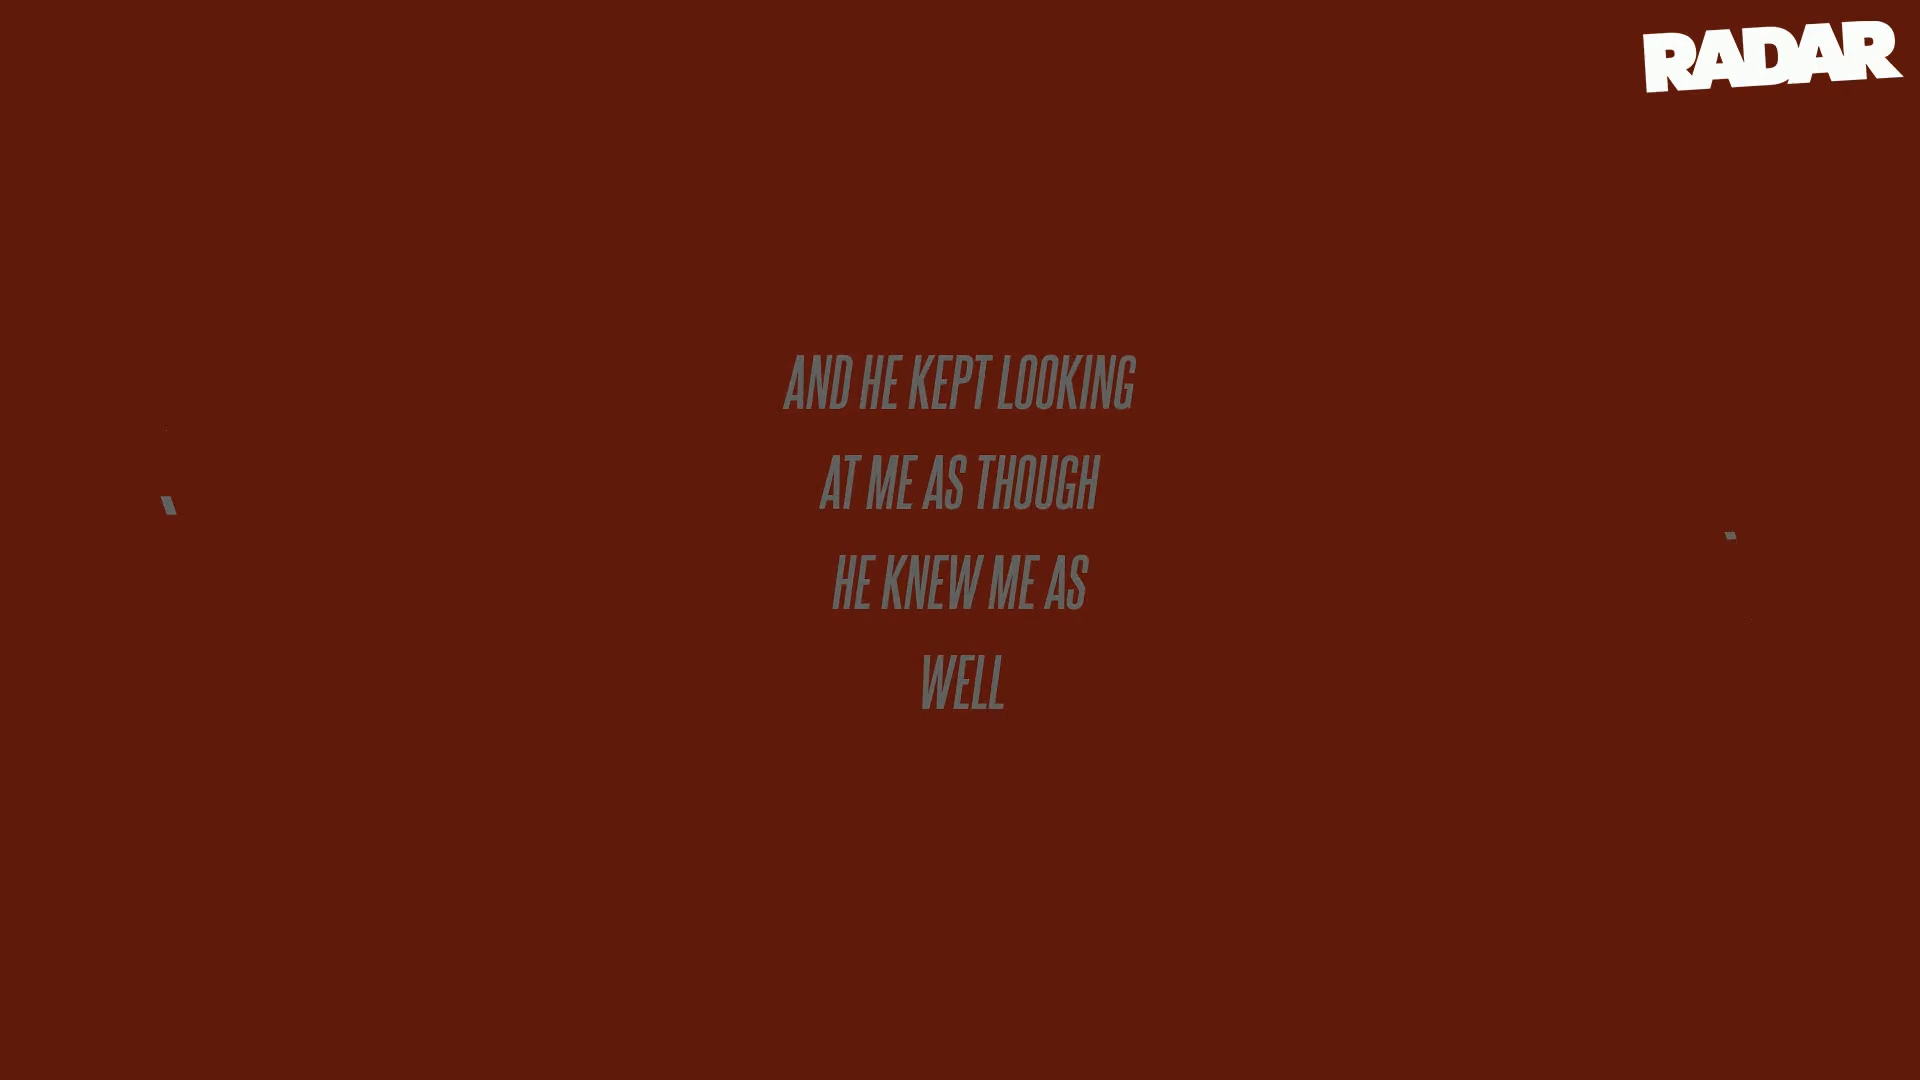 RADAR
AND HE KEPT LOOKING
AT ME AS THOUGH
HE KNEW ME AS
WELL